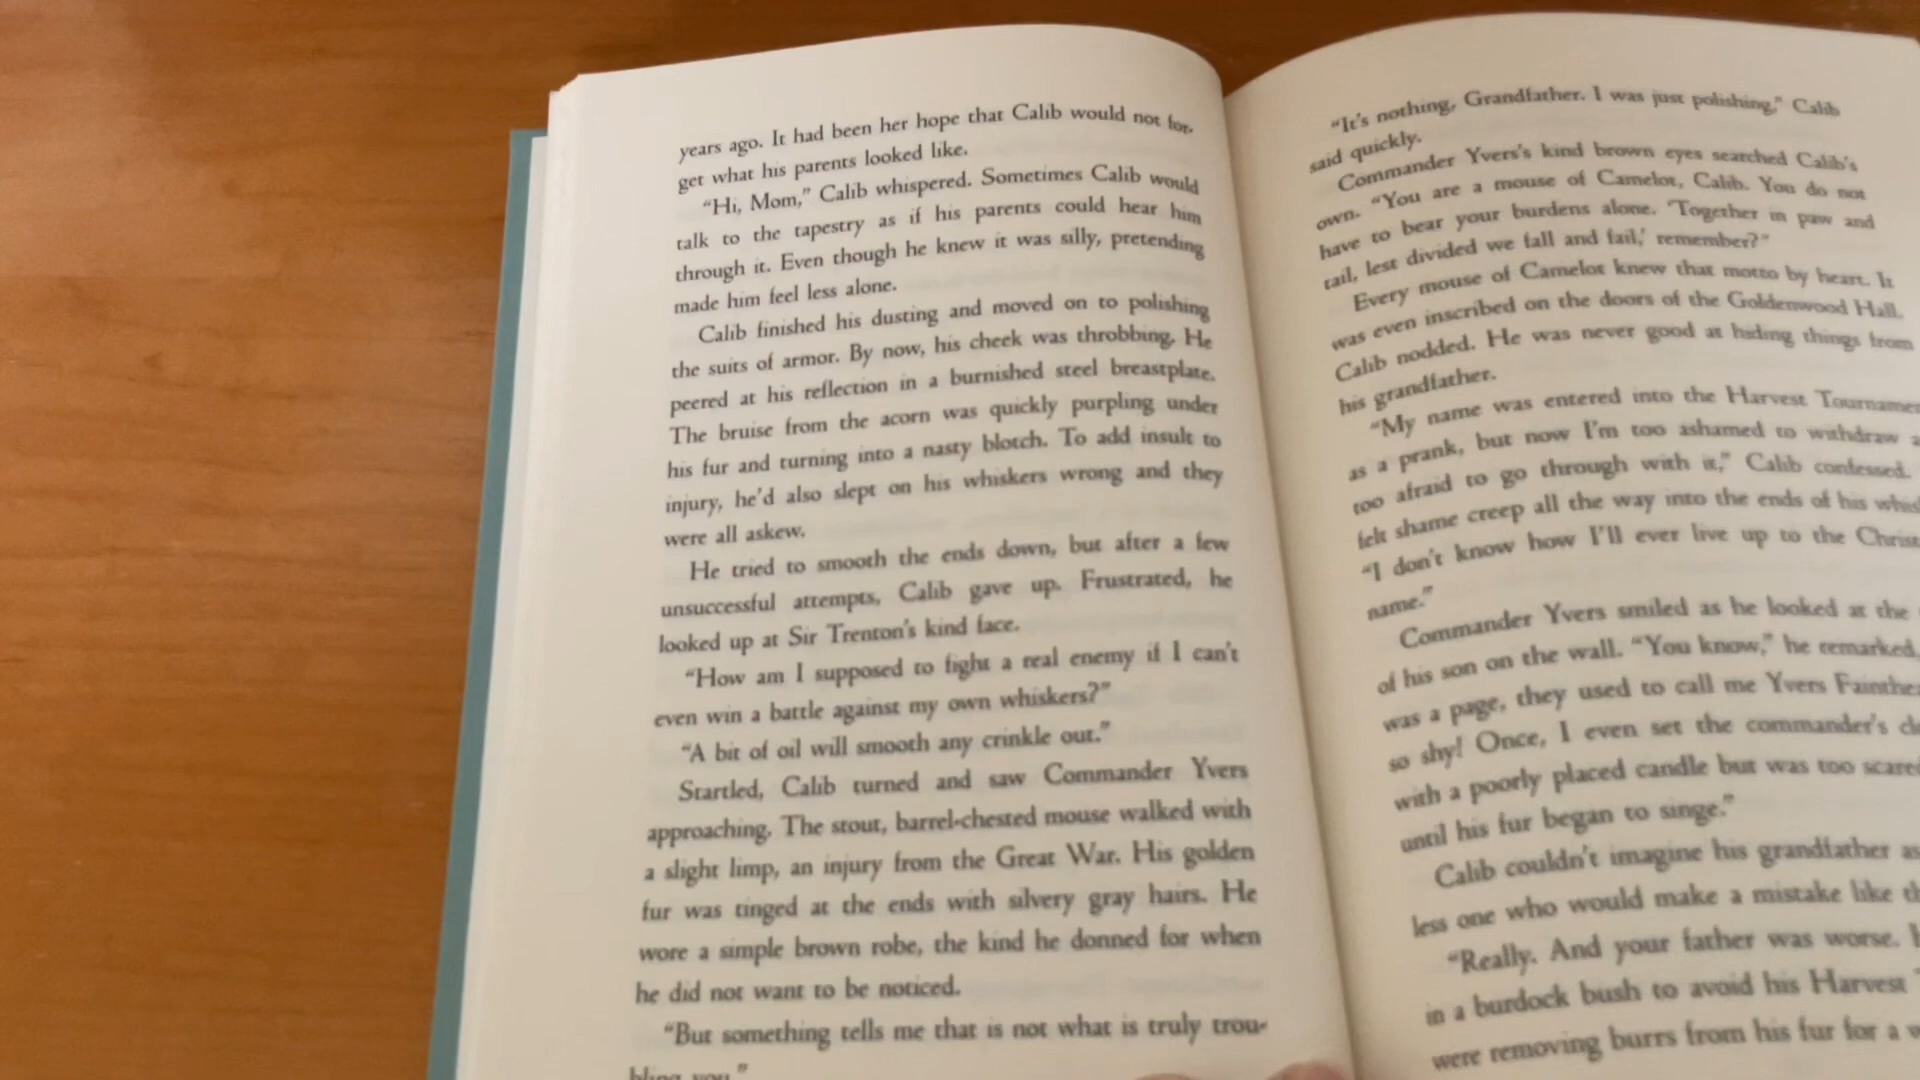 years ago. It had been her hope that Calib would not for-
get what his parents looked like.
“Hi, Mom,” Calib whispered. Sometimes Calib would
talk to the tapestry as if his parents could hear him
through it. Even though he knew it was silly, pretending
made him feel less alone.
Calib finished his dusting and moved on to polishing
the suits of armor. By now, his cheek was throbbing. He
peered at his reflection in a burnished steel breastplate.
The bruise from the acorn was quickly purpling under
his fur and turning into a nasty blotch. To add insult to
injury, he’d also slept on his whiskers wrong and they
were all askew.
He tried to smooth the ends down, but after a few
unsuccessful attempts, Calib gave up. Frustrated, he
looked up at Sir Trenton’s kind face.
“How am I supposed to fight a real enemy if I can’t
even win a battle against my own whiskers?”
“A bit of oil will smooth any crinkle out.”
Startled, Calib turned and saw Commander Yvers
approaching. The stout, barrel-chested mouse walked with
a slight limp, an injury from the Great War. His golden
fur was tinged at the ends with silvery gray hairs. He
wore a simple brown robe, the kind he donned for when
he did not want to be noticed.
“But something tells me that is not what is truly trou-
bling you.”
“It’s nothing, Grandfather. I was just polishing,” Calib
said quickly.
Commander Yvers’s kind brown eyes searched Calib’s
own. “You are a mouse of Camelot, Calib. You do not
have to bear your burdens alone. ‘Together in paw and
tail, lest divided we fall and fail,’ remember?”
Every mouse of Camelot knew that motto by heart. It
was even inscribed on the doors of the Goldenwood Hall.
Calib nodded. He was never good at hiding things from
his grandfather.
“My name was entered into the Harvest Tournamen
as a prank, but now I’m too ashamed to withdraw a
too afraid to go through with it,” Calib confessed.
felt shame creep all the way into the ends of his whis
“I don’t know how I’ll ever live up to the Christ
name.”
Commander Yvers smiled as he looked at the
of his son on the wall. “You know,” he remarked,
was a page, they used to call me Yvers Fainthea
so shy! Once, I even set the commander’s cl
with a poorly placed candle but was too scared
until his fur began to singe.”
Calib couldn’t imagine his grandfather as
less one who would make a mistake like th
“Really. And your father was worse.
in a burdock bush to avoid his Harvest
were removing burrs from his fur for a w